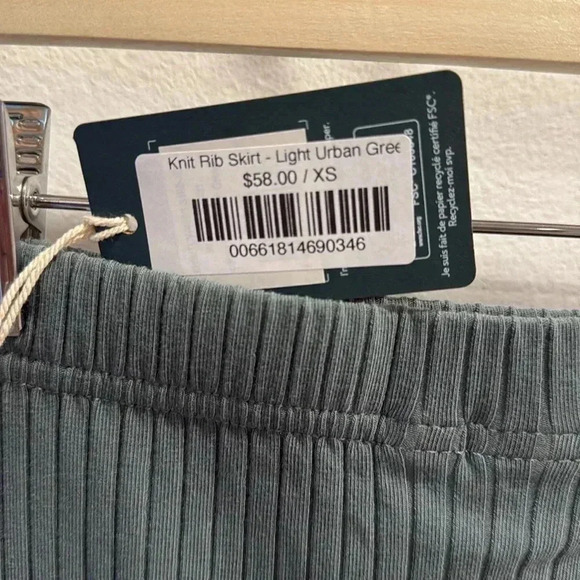 Knit Rib Skirt - Light Urban Gree
$58.00 / XS
00661814690346
Je suis fait de papier recyclé certifié FSC®.
Recyclez-moi svp.